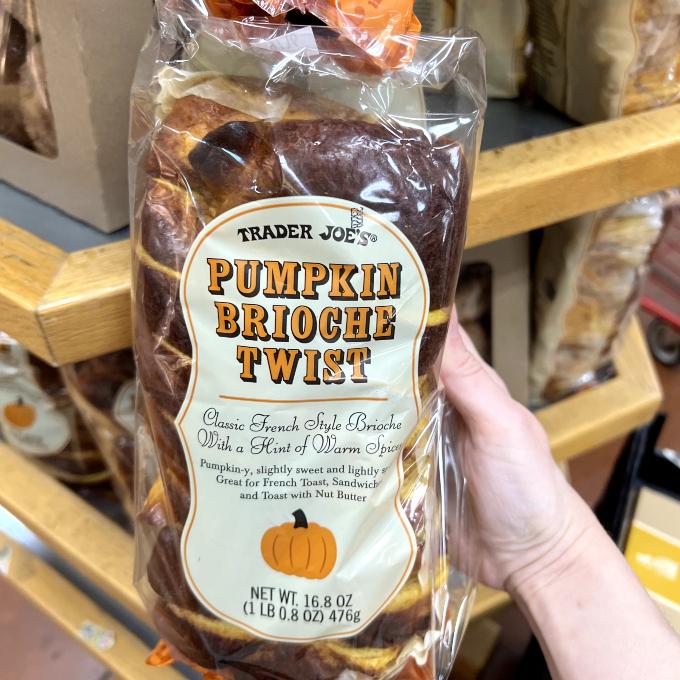 TRADER JOE'S®
PUMPKIN
BRIOCHE
TWIST
Classic French Style Brioche
With a Hint of Warm Spices
Pumpkin-y, slightly sweet and lightly
Great for French Toast, Sandwich
and Toast with Nut Butter
NET WT. 16.8 OZ
(1 LB 0.8 OZ) 476g